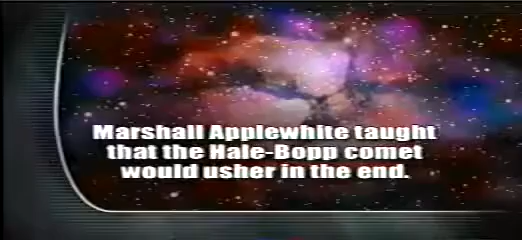 Marshall Applewhite taught
that the Hale-Bopp comet
would usher in the end.